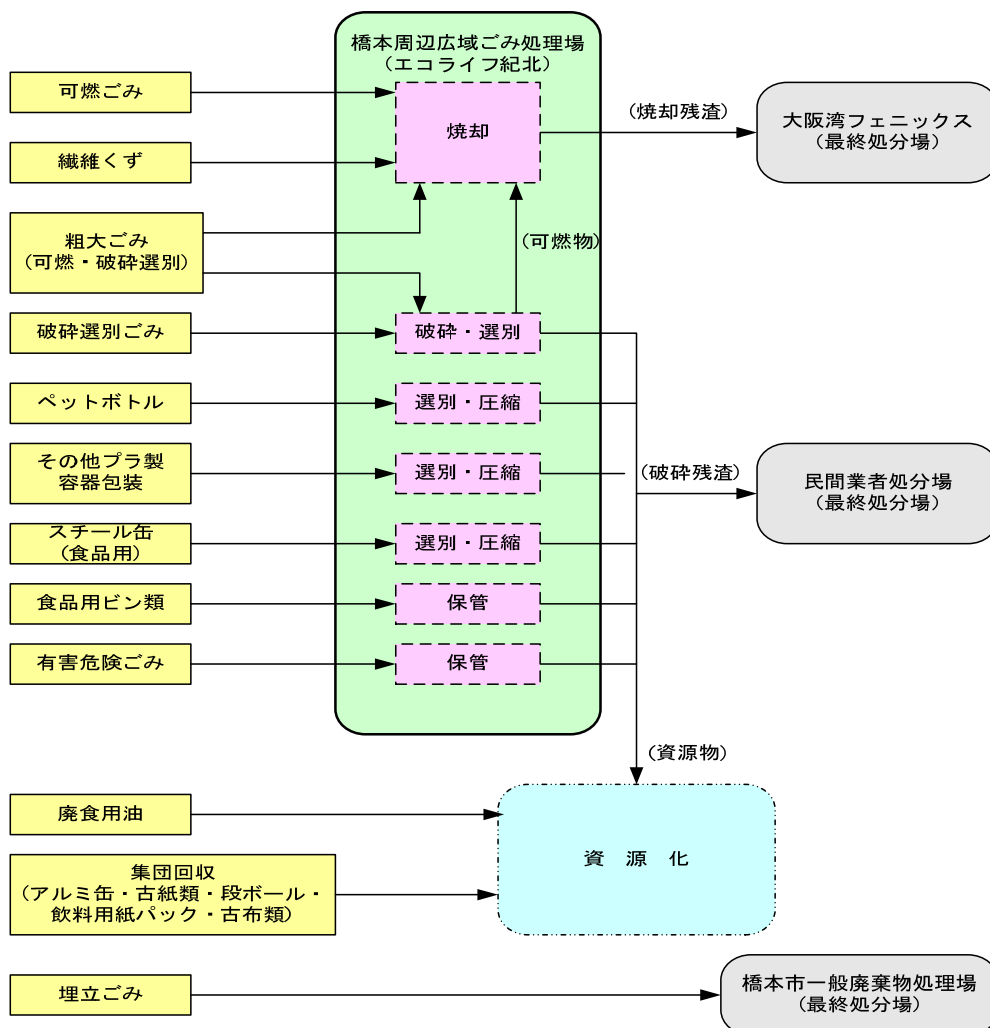 橋本周辺広域ごみ処理場
(エコライフ紀北)
可燃ごみ
焼却
(焼却残渣)
大阪湾フェニックス
(最終処分場)
繊維くず
粗大ごみ
(可燃・破砕選別)
(可燃物)
破砕選別ごみ
破砕・選別
ペットボトル
選別・圧縮
その他プラ製
容器包装
選別・圧縮
(破砕残渣)
民間業者処分場
(最終処分場)
スチール缶
(食品用)
選別・圧縮
食品用ビン類
保管
有害危険ごみ
保管
(資源物)
廃食用油
資 源 化
集団回収
(アルミ缶・古紙類・段ボール・
飲料用紙パック・古布類)
埋立ごみ
橋本市一般廃棄物処理場
(最終処分場)